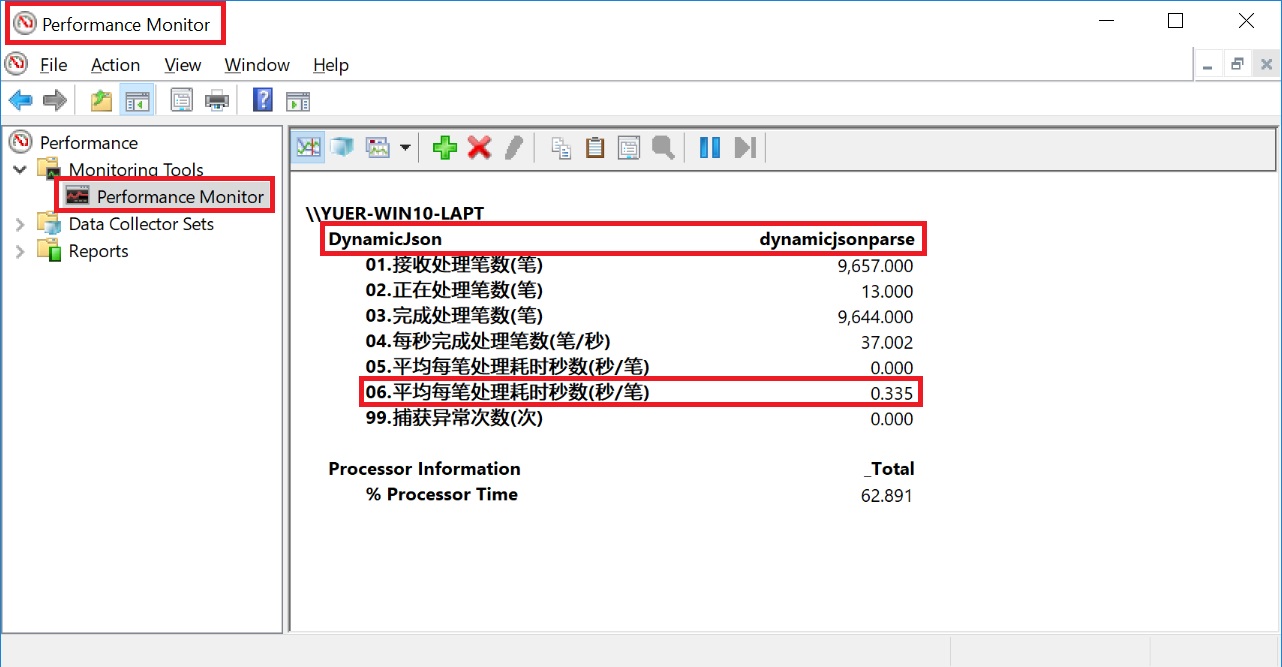 Performance Monitor
File Action View Window Help
Performance
Monitoring Tools
Performance Monitor
Data Collector Sets
Reports
\\YUER-WIN10-LAPT
DynamicJson dynamicjsonparse
01.接收处理笔数(笔) 9,657.000
02.正在处理笔数(笔) 13.000
03.完成处理笔数(笔) 9,644.000
04.每秒完成处理笔数(笔/秒) 37.002
05.平均每笔处理耗时秒数(秒/笔) 0.000
06.平均每笔处理耗时秒数(秒/笔) 0.335
99.捕获异常次数(次) 0.000
Processor Information _Total
% Processor Time 62.891